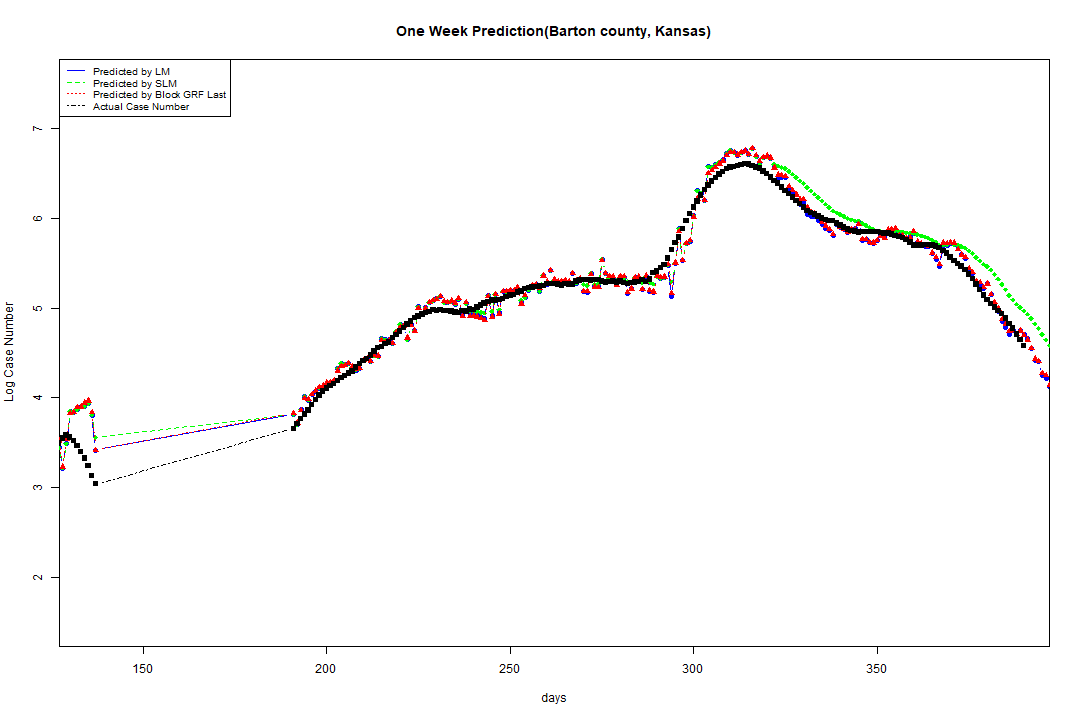 One Week Prediction(Barton county, Kansas)
Predicted by LM
Predicted by SLM
Predicted by Block GRF Last
Actual Case Number
7
6
5
4
3
2
Log Case Number
150 200 250 300 350
days